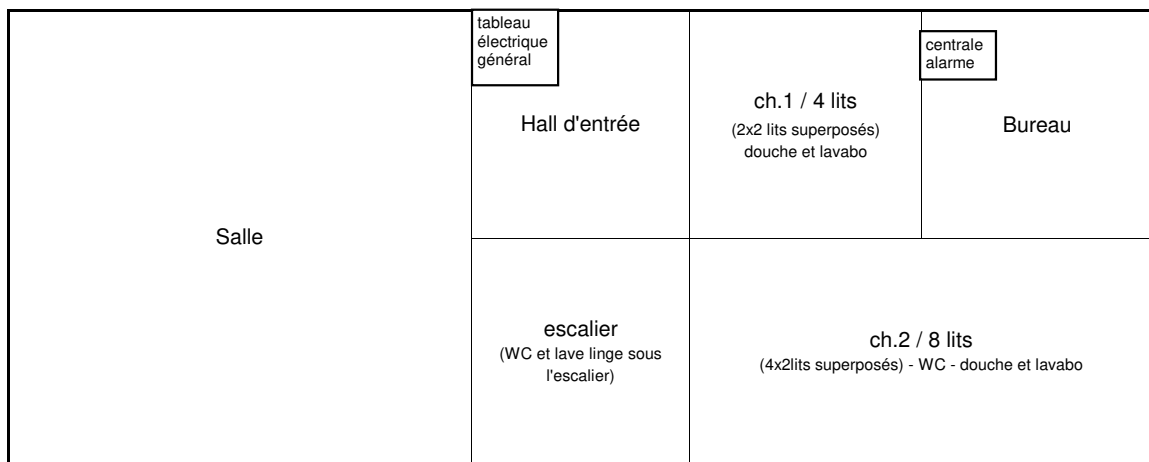 tableau
électrique
général
centrale
alarme
ch.1 / 4 lits
(2x2 lits superposés)
douche et lavabo
Hall d'entrée
Bureau
Salle
escalier
(WC et lave linge sous
l'escalier)
ch.2 / 8 lits
(4x2lits superposés) - WC - douche et lavabo